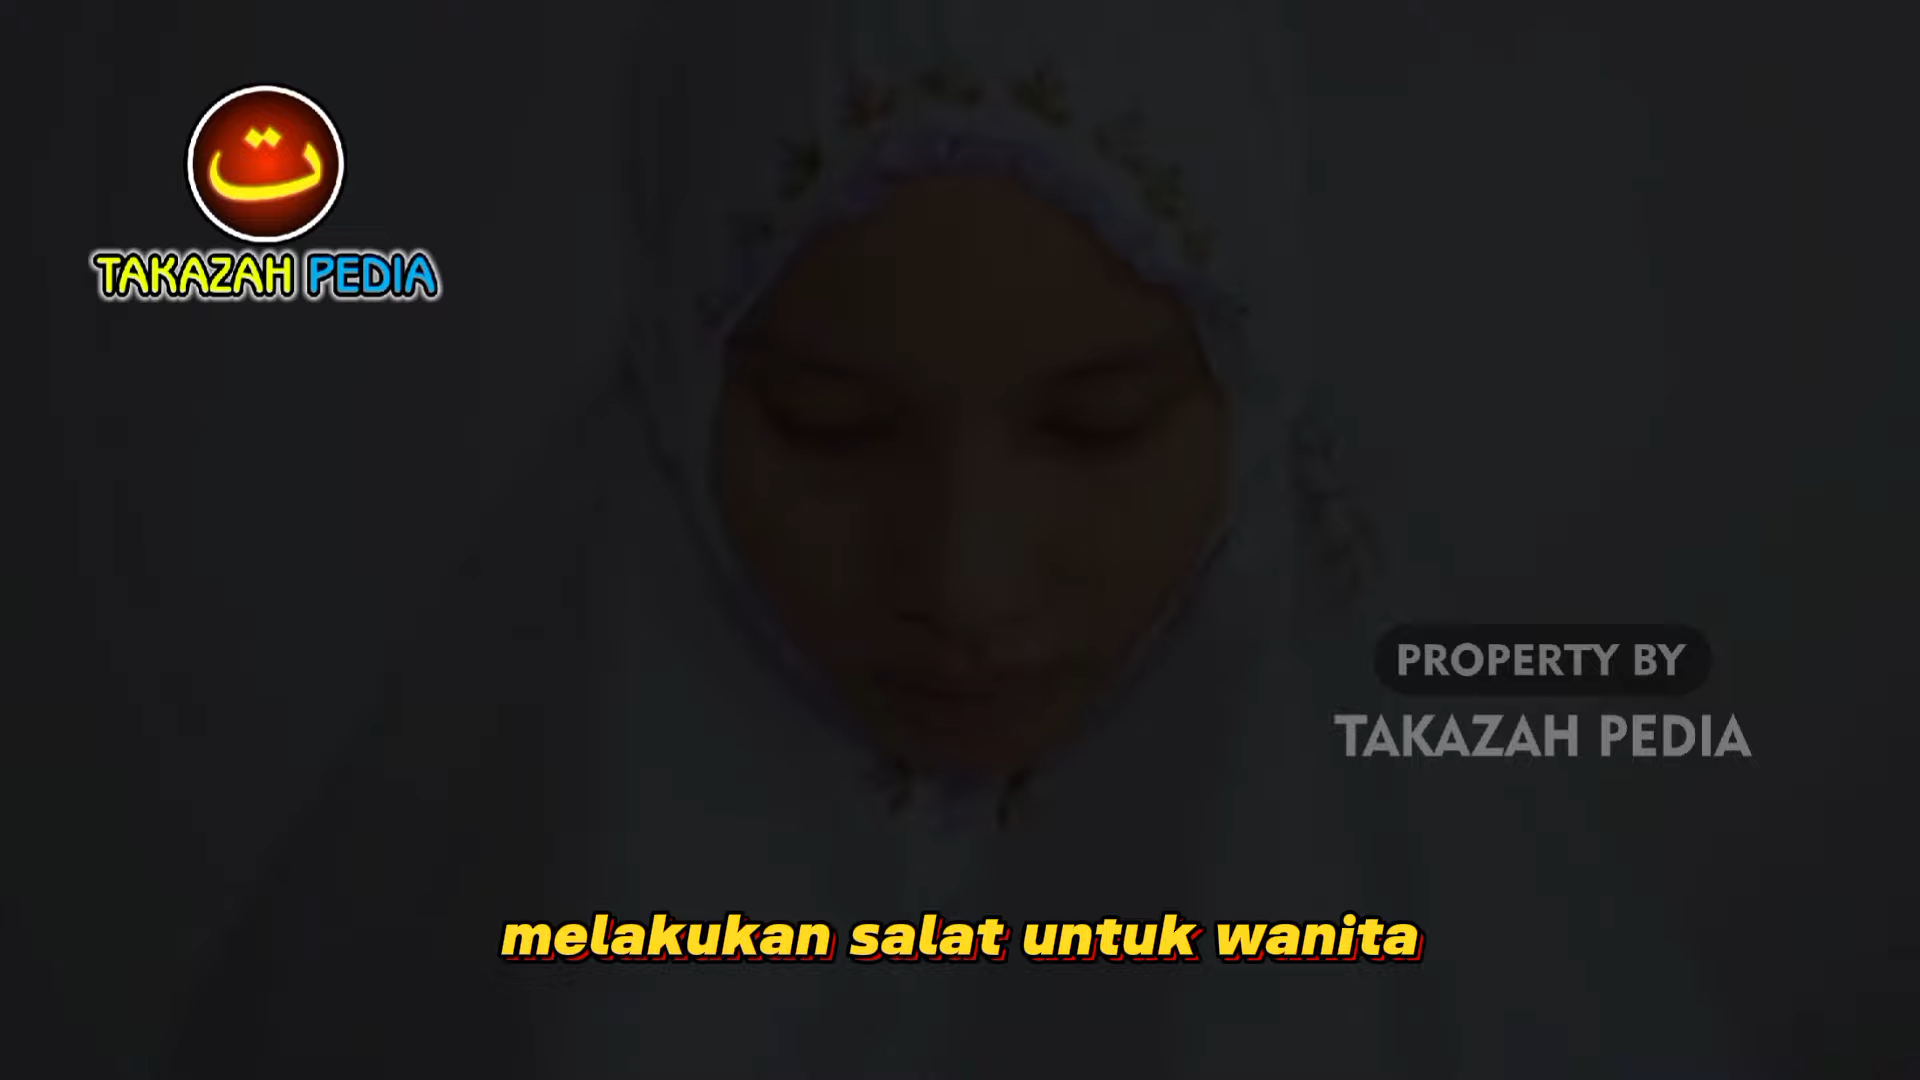 ت
TAKAZAH PEDIA
PROPERTY BY
TAKAZAH PEDIA
melakukan salat untuk wanita